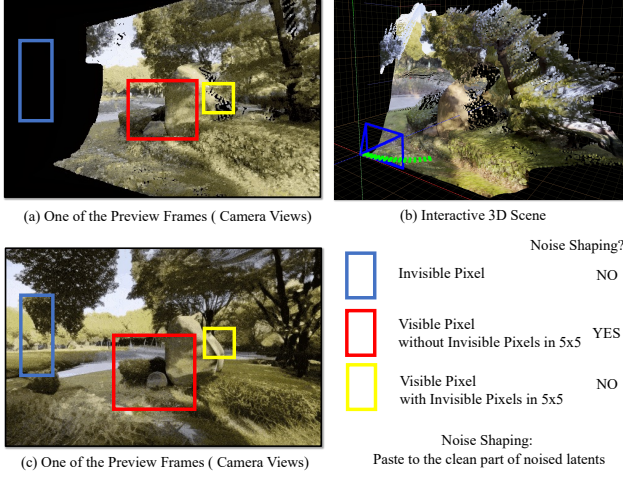 (a) One of the Preview Frames ( Camera Views)
(b) Interactive 3D Scene
Noise Shaping?
Invisible Pixel
NO
Visible Pixel
without Invisible Pixels in 5x5
YES
Visible Pixel
with Invisible Pixels in 5x5
NO
Noise Shaping:
Paste to the clean part of noised latents
(c) One of the Preview Frames ( Camera Views)